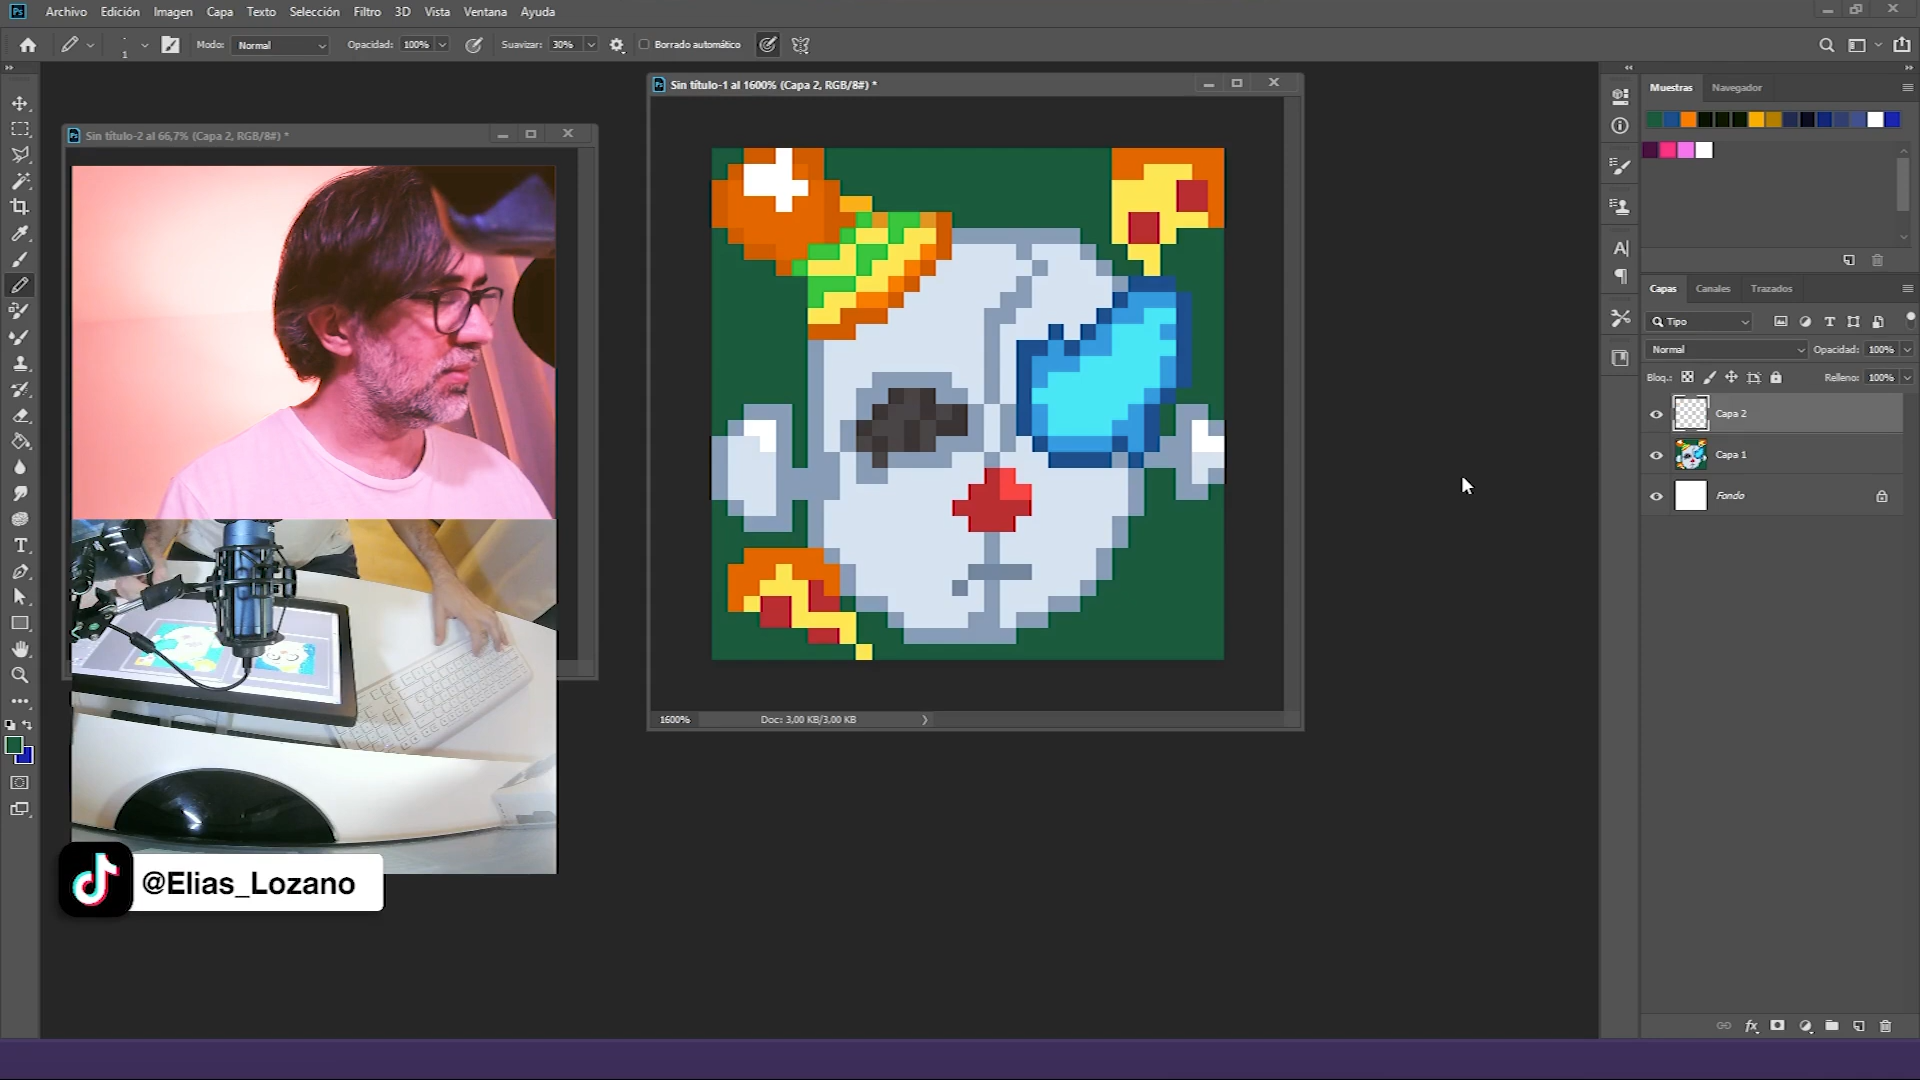 Ps Archivo Edición Imagen Capa Texto Selección Filtro 3D Vista Ventana Ayuda
1 Modo: Normal Opacidad: 100% Suavizar: 30% Borrado automático
Sin título-1 al 1600% (Capa 2, RGB/8#) *
Sin título-2 al 66,7% (Capa 2, RGB/8#) *
Muestras Navegador
Capas Canales Trazados
Tipo
Normal Opacidad: 100%
Bloq.: Relleno: 100%
Capa 2
Capa 1
Fondo
1600% Doc: 3,00 KB/3,00 KB
@Elias_Lozano